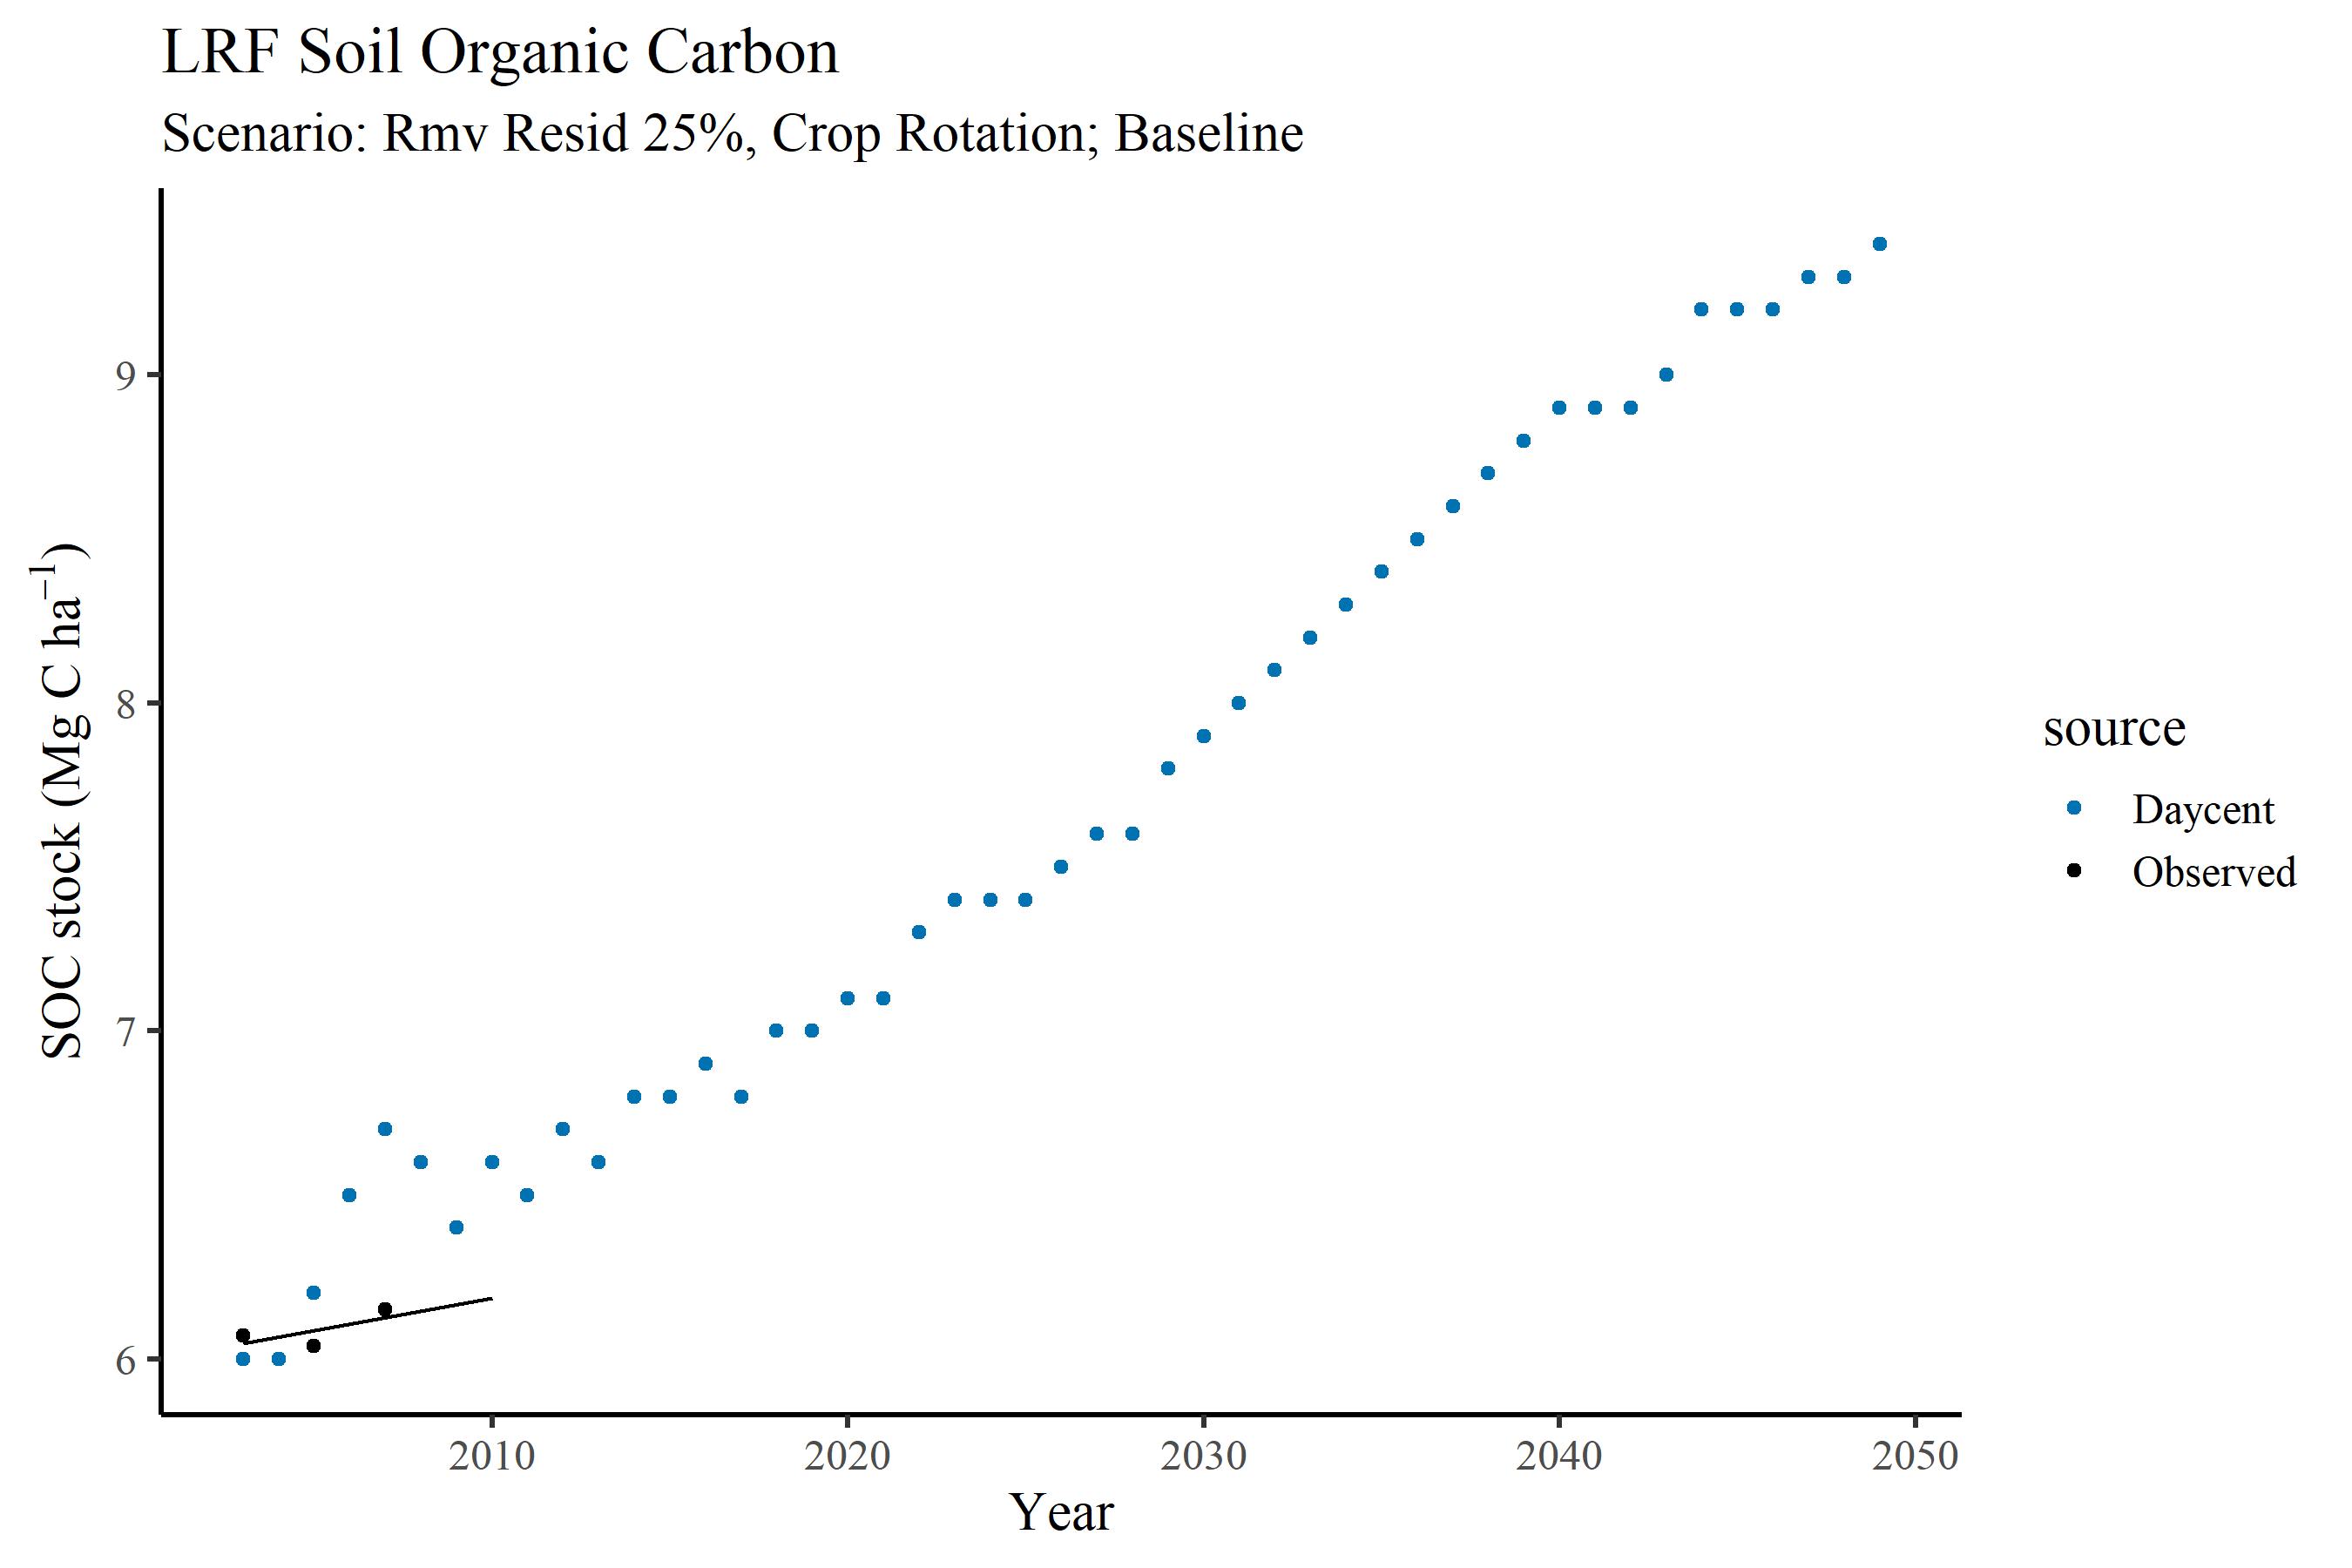 LRF Soil Organic Carbon
Scenario: Rmv Resid 25%, Crop Rotation; Baseline
SOC stock (Mg C ha⁻¹)
9
8
7
6
2010 2020 2030 2040 2050
Year
source
Daycent
Observed